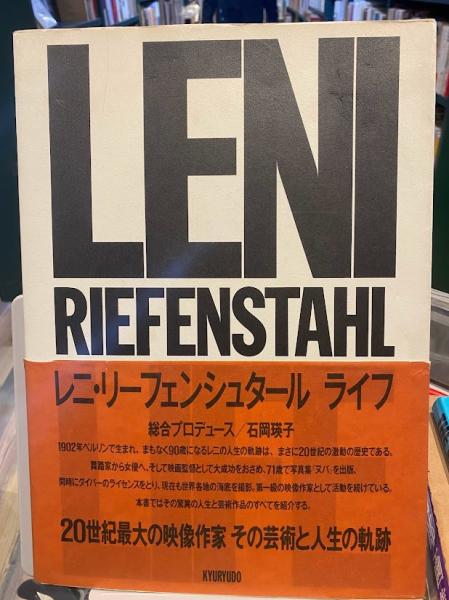 LENI
RIEFENSTAHL
レニ・リーフェンシュタール ライフ
総合プロデュース/石岡瑛子
1902年ベルリンで生まれ、まもなく90歳になるレニの人生の軌跡は、まさに20世紀の激動の歴史である。
舞踏家から女優へ、そして映画監督として大成功をおさめ、71歳で写真集「ヌバ」を出版。
同時にダイバーのライセンスをとり、現在も世界各地の海底を撮影。第一級の映像作家として活動を続けている。
本書ではその驚異の人生と芸術作品のすべてを紹介する。
20世紀最大の映像作家 その芸術と人生の軌跡
KYURYUDO